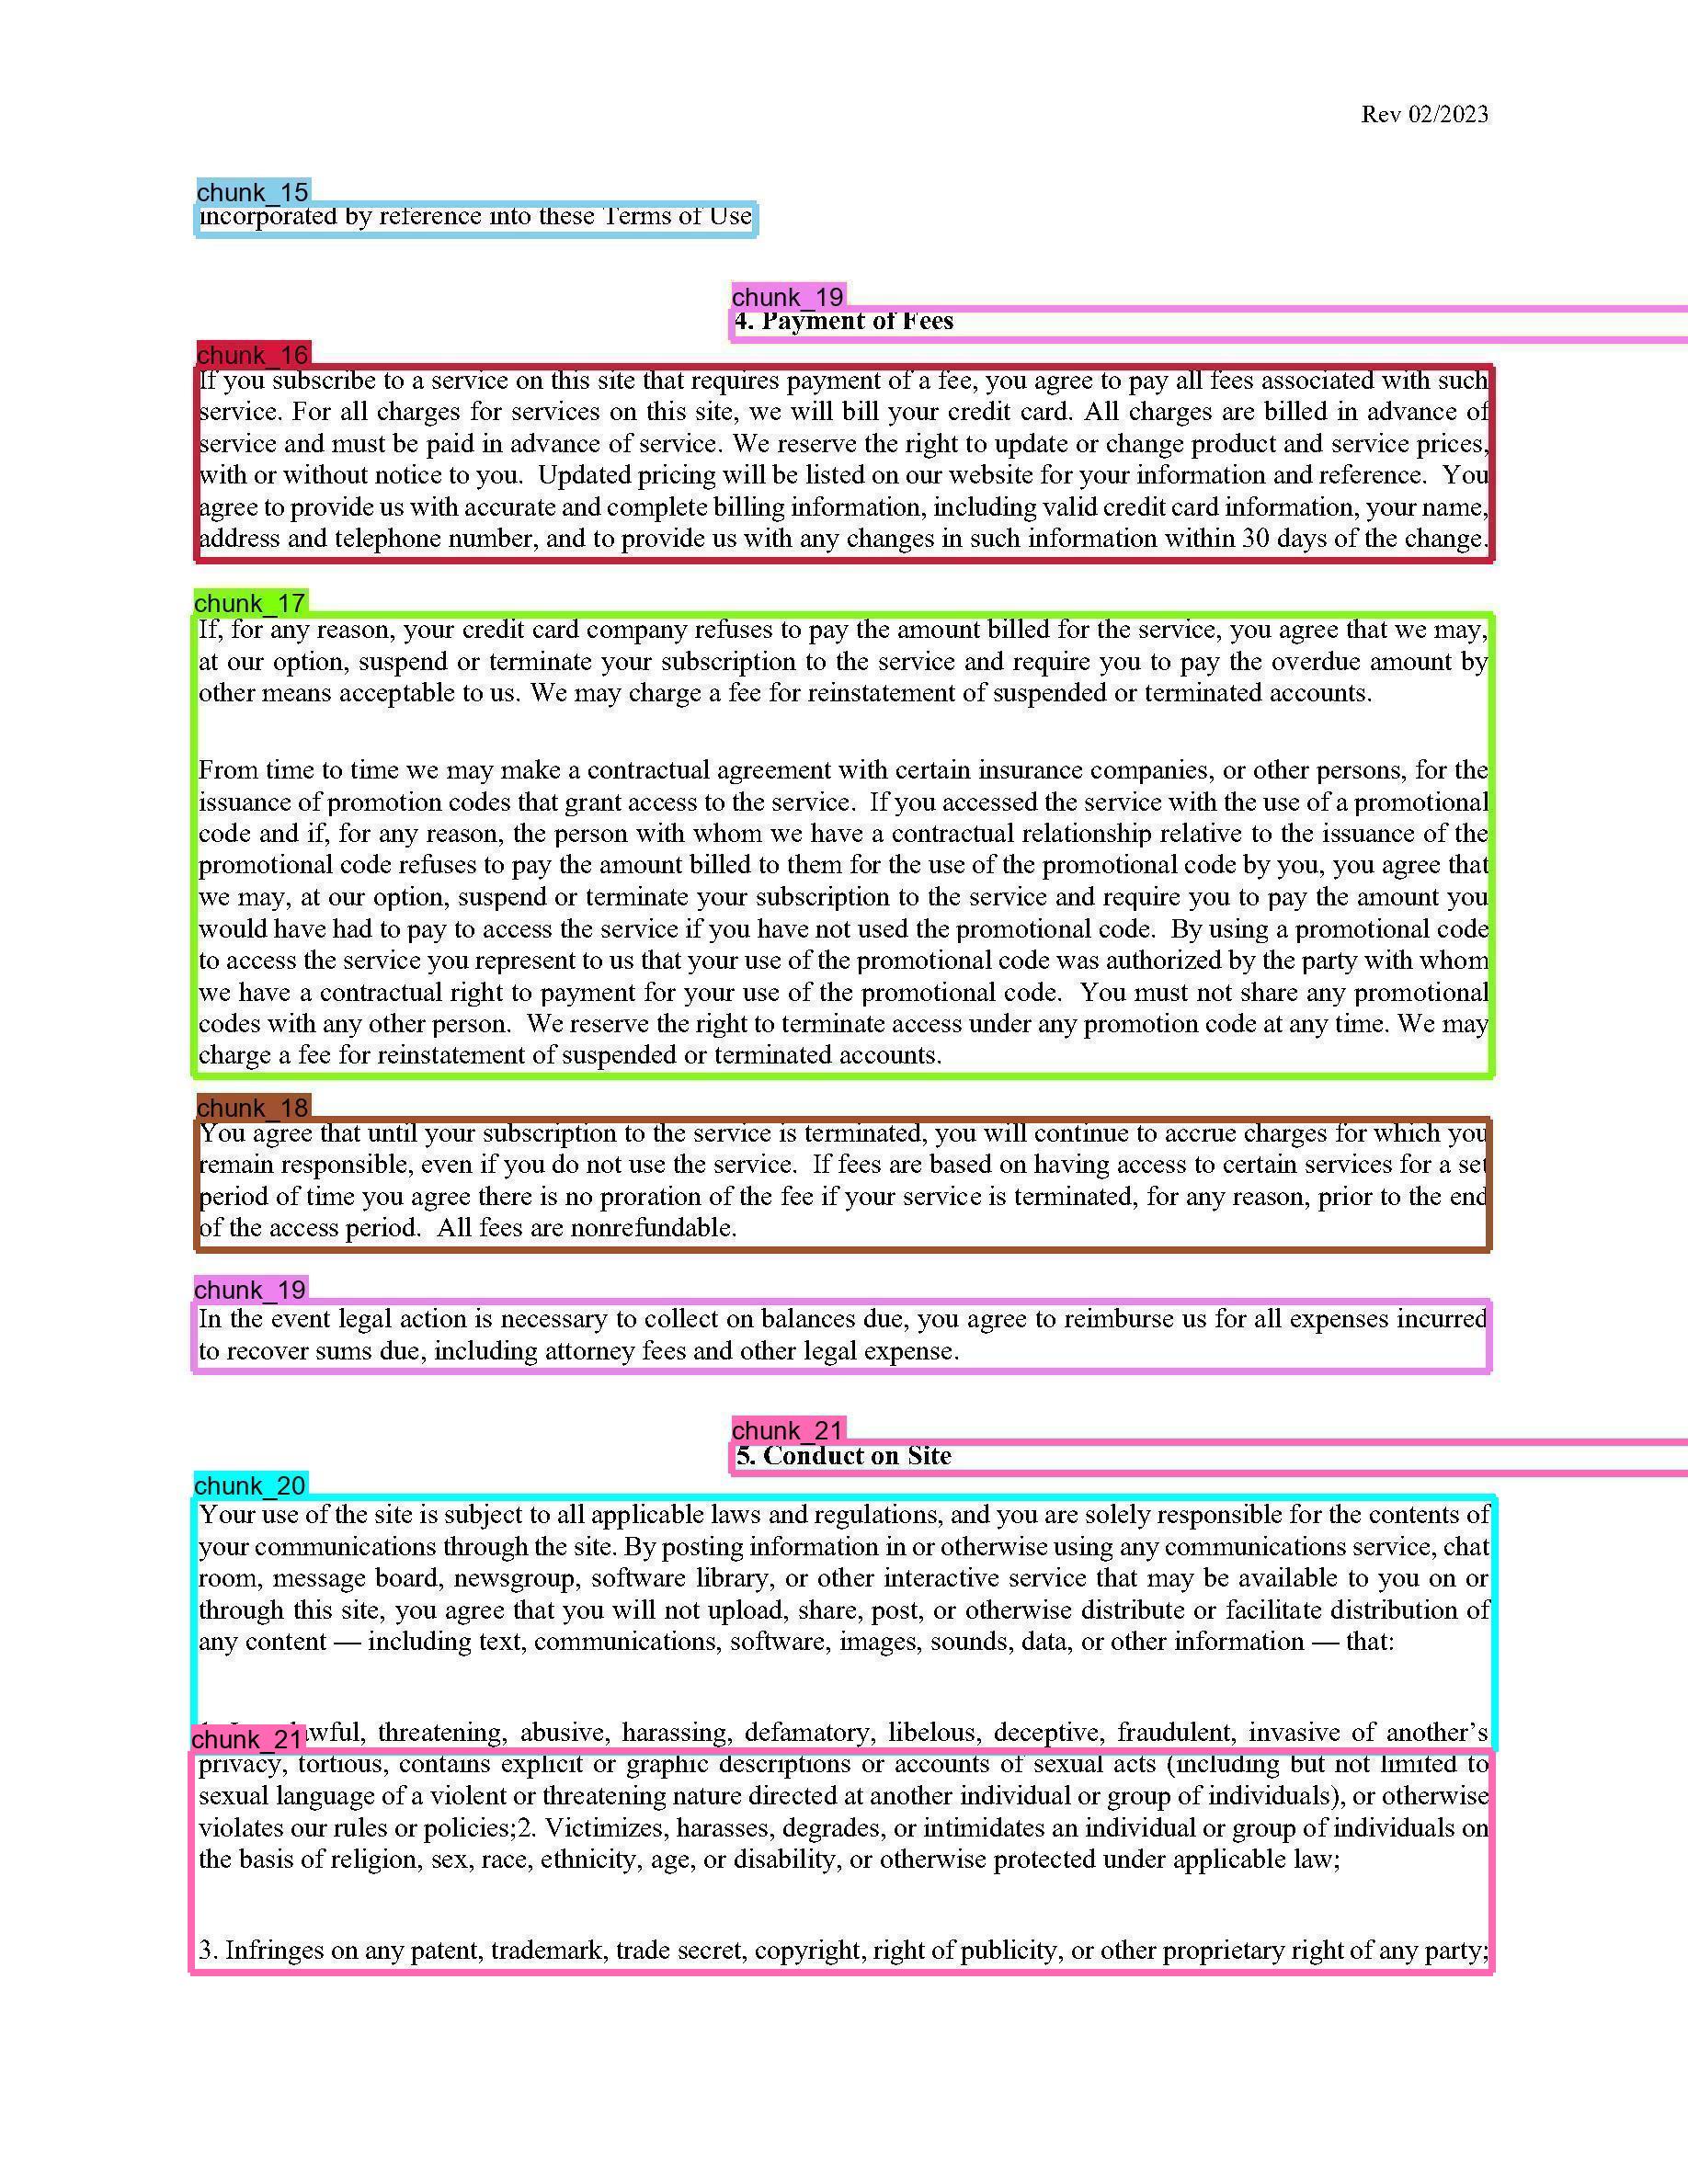 Rev 02/2023
chunk_15
incorporated by reference into these Terms of Use
chunk_19
4. Payment of Fees
chunk_16
If you subscribe to a service on this site that requires payment of a fee, you agree to pay all fees associated with such
service. For all charges for services on this site, we will bill your credit card. All charges are billed in advance of
service and must be paid in advance of service. We reserve the right to update or change product and service prices,
with or without notice to you.  Updated pricing will be listed on our website for your information and reference.  You
agree to provide us with accurate and complete billing information, including valid credit card information, your name,
address and telephone number, and to provide us with any changes in such information within 30 days of the change.
chunk_17
If, for any reason, your credit card company refuses to pay the amount billed for the service, you agree that we may,
at our option, suspend or terminate your subscription to the service and require you to pay the overdue amount by
other means acceptable to us. We may charge a fee for reinstatement of suspended or terminated accounts.
From time to time we may make a contractual agreement with certain insurance companies, or other persons, for the
issuance of promotion codes that grant access to the service.  If you accessed the service with the use of a promotional
code and if, for any reason, the person with whom we have a contractual relationship relative to the issuance of the
promotional code refuses to pay the amount billed to them for the use of the promotional code by you, you agree that
we may, at our option, suspend or terminate your subscription to the service and require you to pay the amount you
would have had to pay to access the service if you have not used the promotional code.  By using a promotional code
to access the service you represent to us that your use of the promotional code was authorized by the party with whom
we have a contractual right to payment for your use of the promotional code.  You must not share any promotional
codes with any other person.  We reserve the right to terminate access under any promotion code at any time. We may
charge a fee for reinstatement of suspended or terminated accounts.
chunk_18
You agree that until your subscription to the service is terminated, you will continue to accrue charges for which you
remain responsible, even if you do not use the service.  If fees are based on having access to certain services for a set
period of time you agree there is no proration of the fee if your service is terminated, for any reason, prior to the end
of the access period.  All fees are nonrefundable.
chunk_19
In the event legal action is necessary to collect on balances due, you agree to reimburse us for all expenses incurred
to recover sums due, including attorney fees and other legal expense.
chunk_21
5. Conduct on Site
chunk_20
Your use of the site is subject to all applicable laws and regulations, and you are solely responsible for the contents of
your communications through the site. By posting information in or otherwise using any communications service, chat
room, message board, newsgroup, software library, or other interactive service that may be available to you on or
through this site, you agree that you will not upload, share, post, or otherwise distribute or facilitate distribution of
any content — including text, communications, software, images, sounds, data, or other information — that:
chunk_21
threatening, abusive, harassing, defamatory, libelous, deceptive, fraudulent, invasive of another’s
privacy, tortious, contains explicit or graphic descriptions or accounts of sexual acts (including but not limited to
sexual language of a violent or threatening nature directed at another individual or group of individuals), or otherwise
violates our rules or policies;2. Victimizes, harasses, degrades, or intimidates an individual or group of individuals on
the basis of religion, sex, race, ethnicity, age, or disability, or otherwise protected under applicable law;
3. Infringes on any patent, trademark, trade secret, copyright, right of publicity, or other proprietary right of any party;